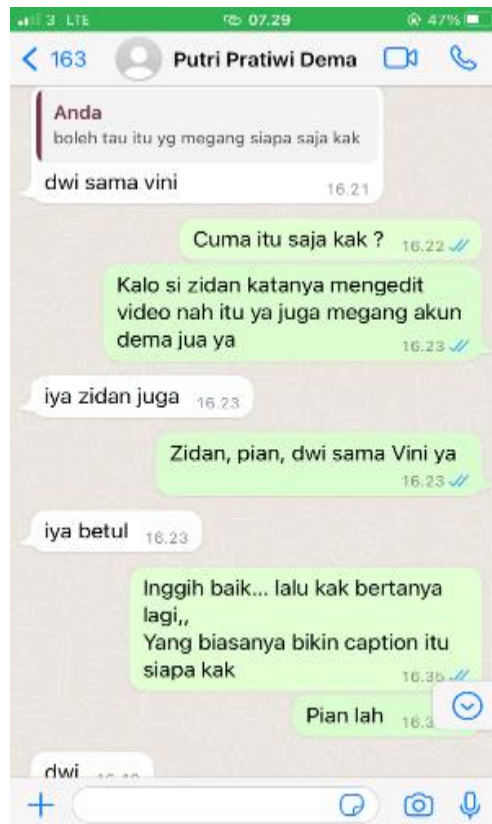 3 LTE 07.29 47%
163 Putri Pratiwi Dema
Anda
boleh tau itu yg megang siapa saja kak
dwi sama vini 16.21
Cuma itu saja kak ? 16.22
Kalo si zidan katanya mengedit
video nah itu ya juga megang akun
dema jua ya 16.23
iya zidan juga 16.23
Zidan, pian, dwi sama Vini ya
16.23
iya betul 16.23
Inggih baik... lalu kak bertanya
lagi,,
Yang biasanya bikin caption itu
siapa kak
Pian lah
dwi